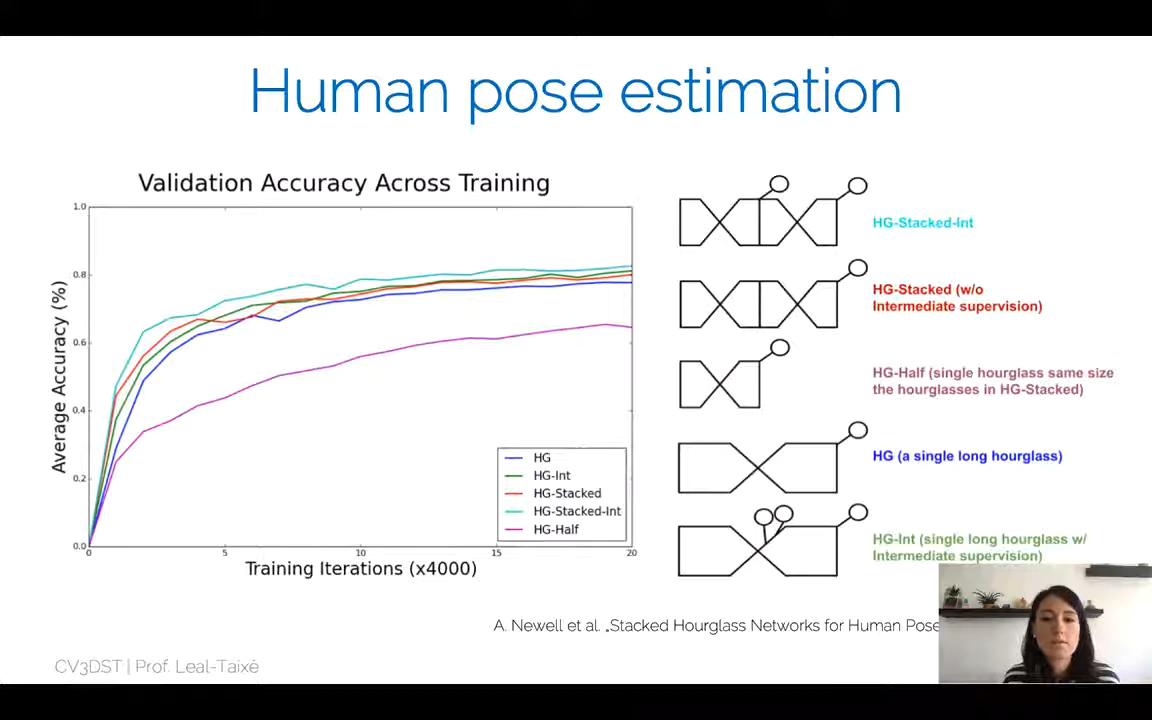 Human pose estimation
Validation Accuracy Across Training
1.0
0.8
0.6
0.4
0.2
0.0
Average Accuracy (%)
0
5
10
15
20
Training Iterations (x4000)
HG
HG-Int
HG-Stacked
HG-Stacked-Int
HG-Half
HG-Stacked-Int
HG-Stacked (w/o
Intermediate supervision)
HG-Half (single hourglass same size
the hourglasses in HG-Stacked)
HG (a single long hourglass)
HG-Int (single long hourglass w/
Intermediate supervision)
A. Newell et al. „Stacked Hourglass Networks for Human Pose
CV3DST | Prof. Leal-Taixé